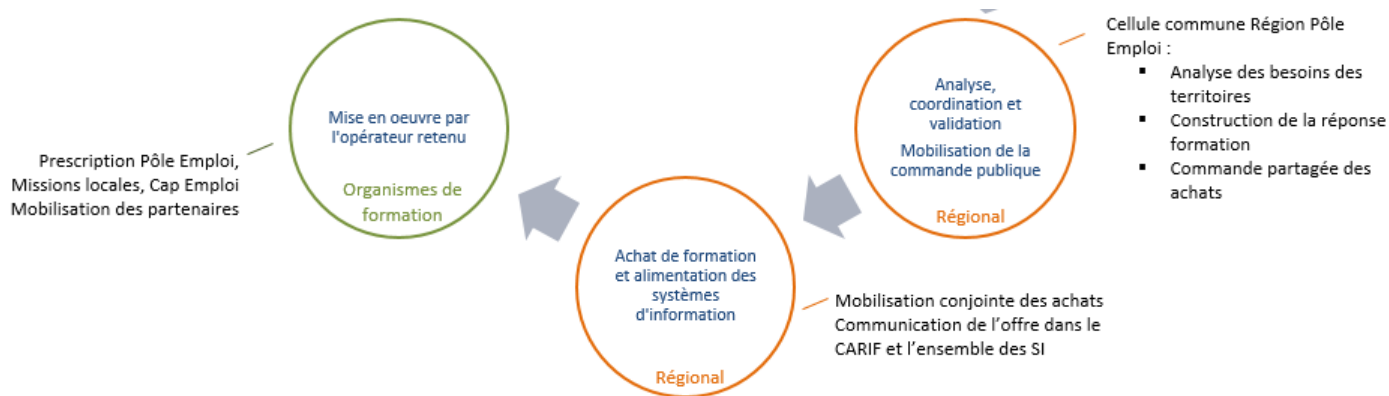 Cellule commune Région Pôle
Emploi :
▪ Analyse des besoins des
territoires
▪ Construction de la réponse
formation
▪ Commande partagée des
achats
Analyse,
coordination et
validation
Mobilisation de la
commande publique
Régional
Mise en oeuvre par
l'opérateur retenu
Organismes de
formation
Prescription Pôle Emploi,
Missions locales, Cap Emploi
Mobilisation des partenaires
Achat de formation
et alimentation des
systèmes
d'information
Régional
Mobilisation conjointe des achats
Communication de l’offre dans le
CARIF et l’ensemble des SI